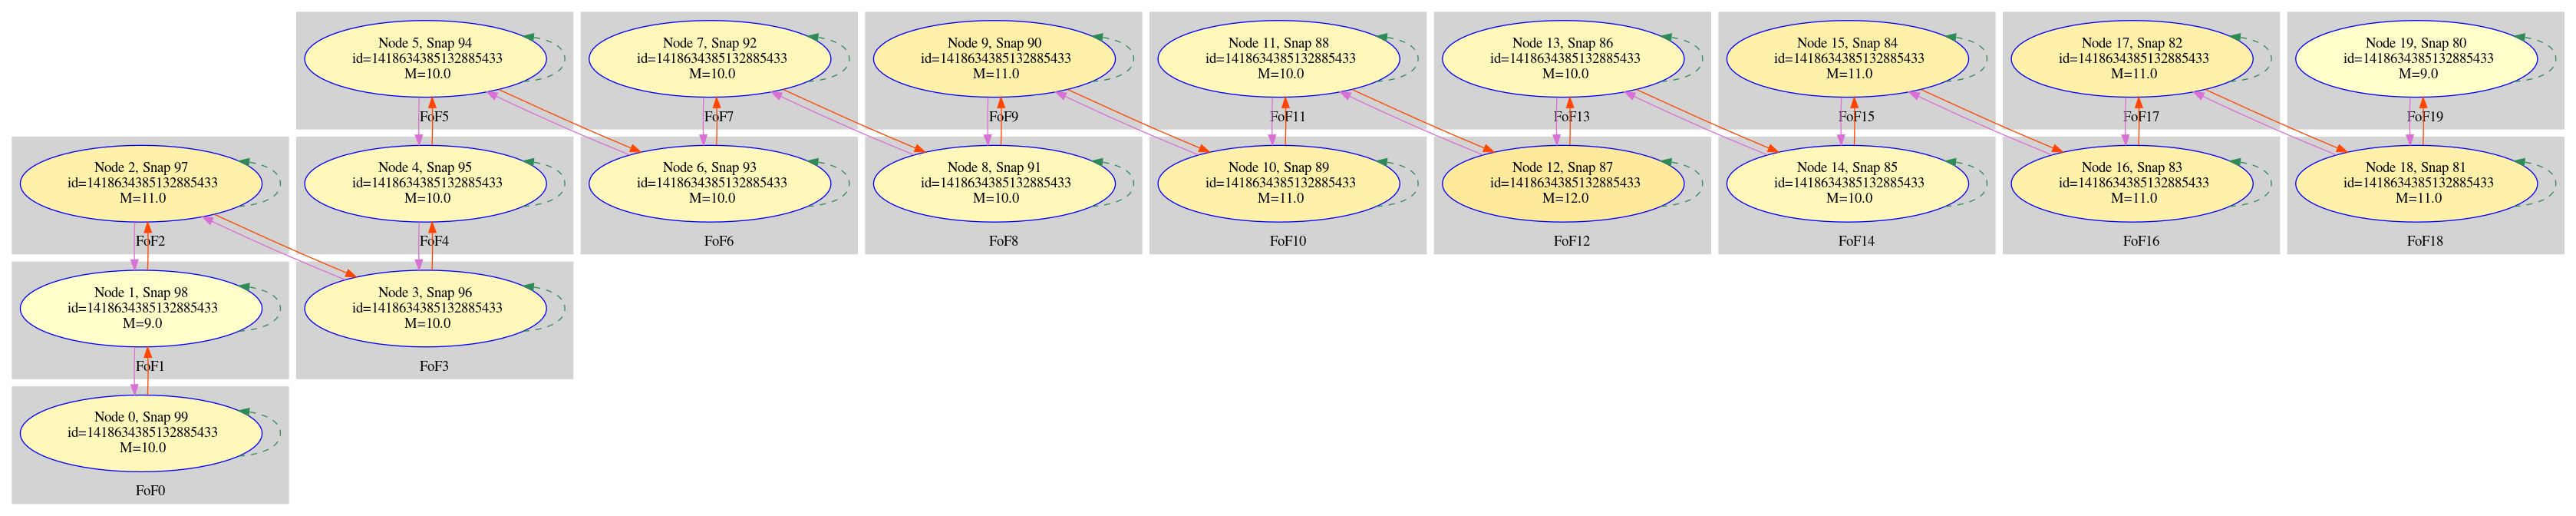 Node 5, Snap 94
id=1418634385132885433
M=10.0
FoF5
Node 7, Snap 92
id=1418634385132885433
M=10.0
FoF7
Node 9, Snap 90
id=1418634385132885433
M=11.0
FoF9
Node 11, Snap 88
id=1418634385132885433
M=10.0
FoF11
Node 13, Snap 86
id=1418634385132885433
M=10.0
FoF13
Node 15, Snap 84
id=1418634385132885433
M=11.0
FoF15
Node 17, Snap 82
id=1418634385132885433
M=11.0
FoF17
Node 19, Snap 80
id=1418634385132885433
M=9.0
FoF19
Node 2, Snap 97
id=1418634385132885433
M=11.0
FoF2
Node 4, Snap 95
id=1418634385132885433
M=10.0
FoF4
Node 6, Snap 93
id=1418634385132885433
M=10.0
FoF6
Node 8, Snap 91
id=1418634385132885433
M=10.0
FoF8
Node 10, Snap 89
id=1418634385132885433
M=11.0
FoF10
Node 12, Snap 87
id=1418634385132885433
M=12.0
FoF12
Node 14, Snap 85
id=1418634385132885433
M=10.0
FoF14
Node 16, Snap 83
id=1418634385132885433
M=11.0
FoF16
Node 18, Snap 81
id=1418634385132885433
M=11.0
FoF18
Node 1, Snap 98
id=1418634385132885433
M=9.0
FoF1
Node 3, Snap 96
id=1418634385132885433
M=10.0
FoF3
Node 0, Snap 99
id=1418634385132885433
M=10.0
FoF0